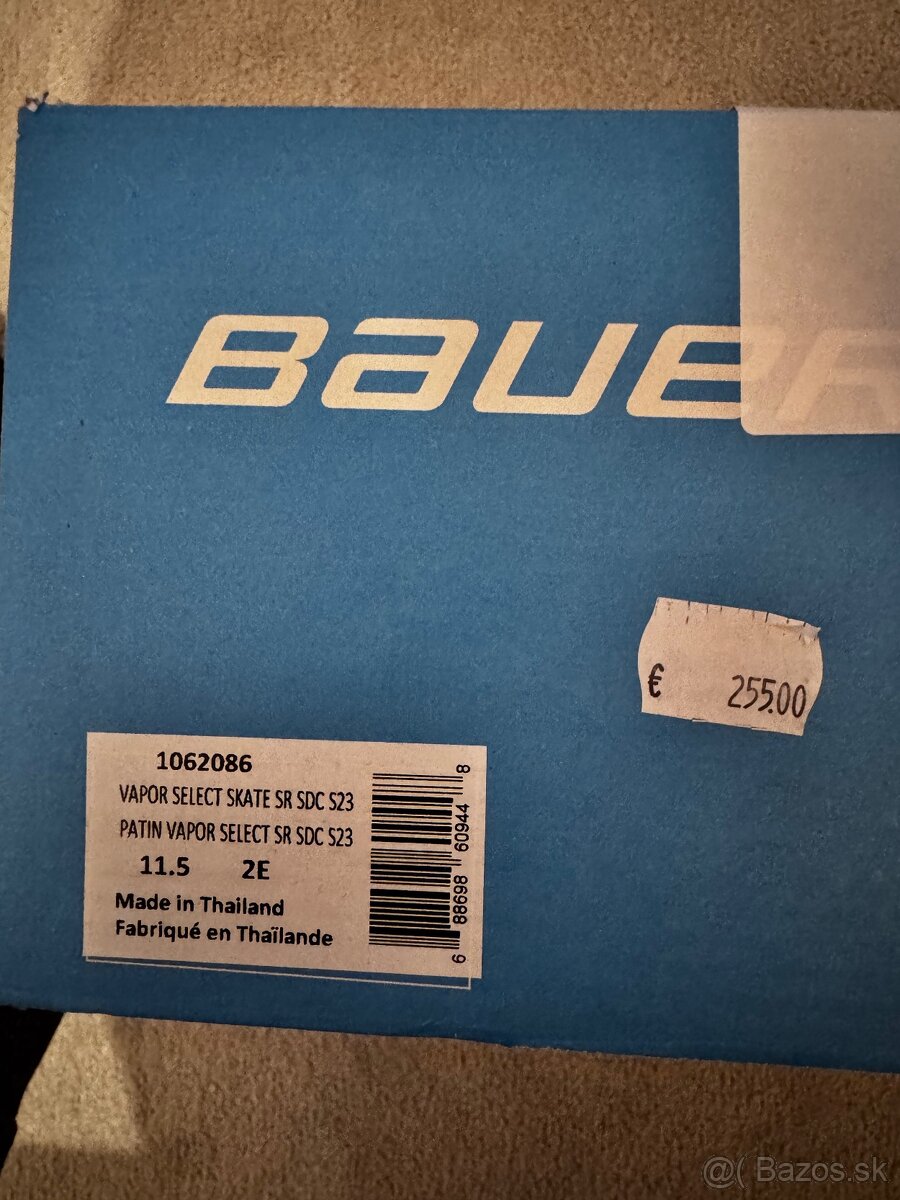 BAUER
€ 255.00
1062086
VAPOR SELECT SKATE SR SDC S23
PATIN VAPOR SELECT SR SDC S23
11.5 2E
Made in Thailand
Fabriqué en Thaïlande
6 88698 60944 8
@( Bazos.sk